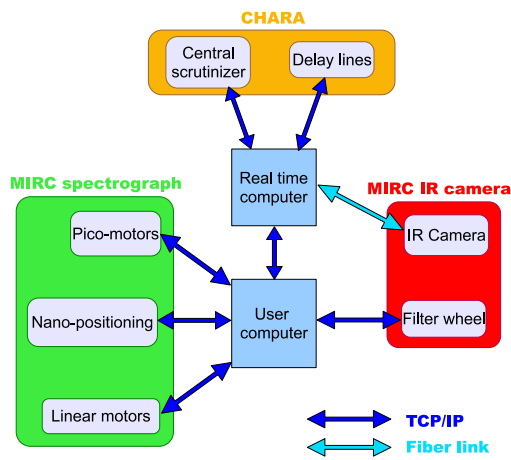 CHARA
Central
scrutinizer
Delay lines
MIRC spectrograph
Real time
computer
MIRC IR camera
Pico-motors
IR Camera
Nano-positioning
User
computer
Filter wheel
Linear motors
TCP/IP
Fiber link